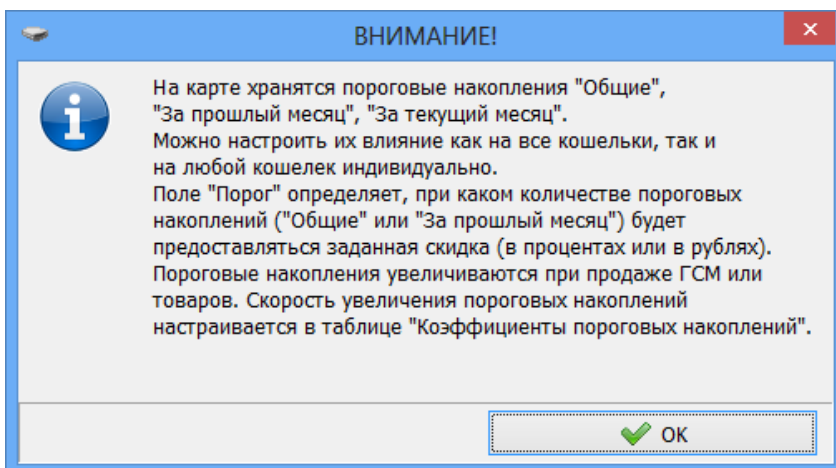 ВНИМАНИЕ!
На карте хранятся пороговые накопления "Общие",
"За прошлый месяц", "За текущий месяц".
Можно настроить их влияние как на все кошельки, так и
на любой кошелек индивидуально.
Поле "Порог" определяет, при каком количестве пороговых
накоплений ("Общие" или "За прошлый месяц") будет
предоставляться заданная скидка (в процентах или в рублях).
Пороговые накопления увеличиваются при продаже ГСМ или
товаров. Скорость увеличения пороговых накоплений
настраивается в таблице "Коэффициенты пороговых накоплений".
ОК